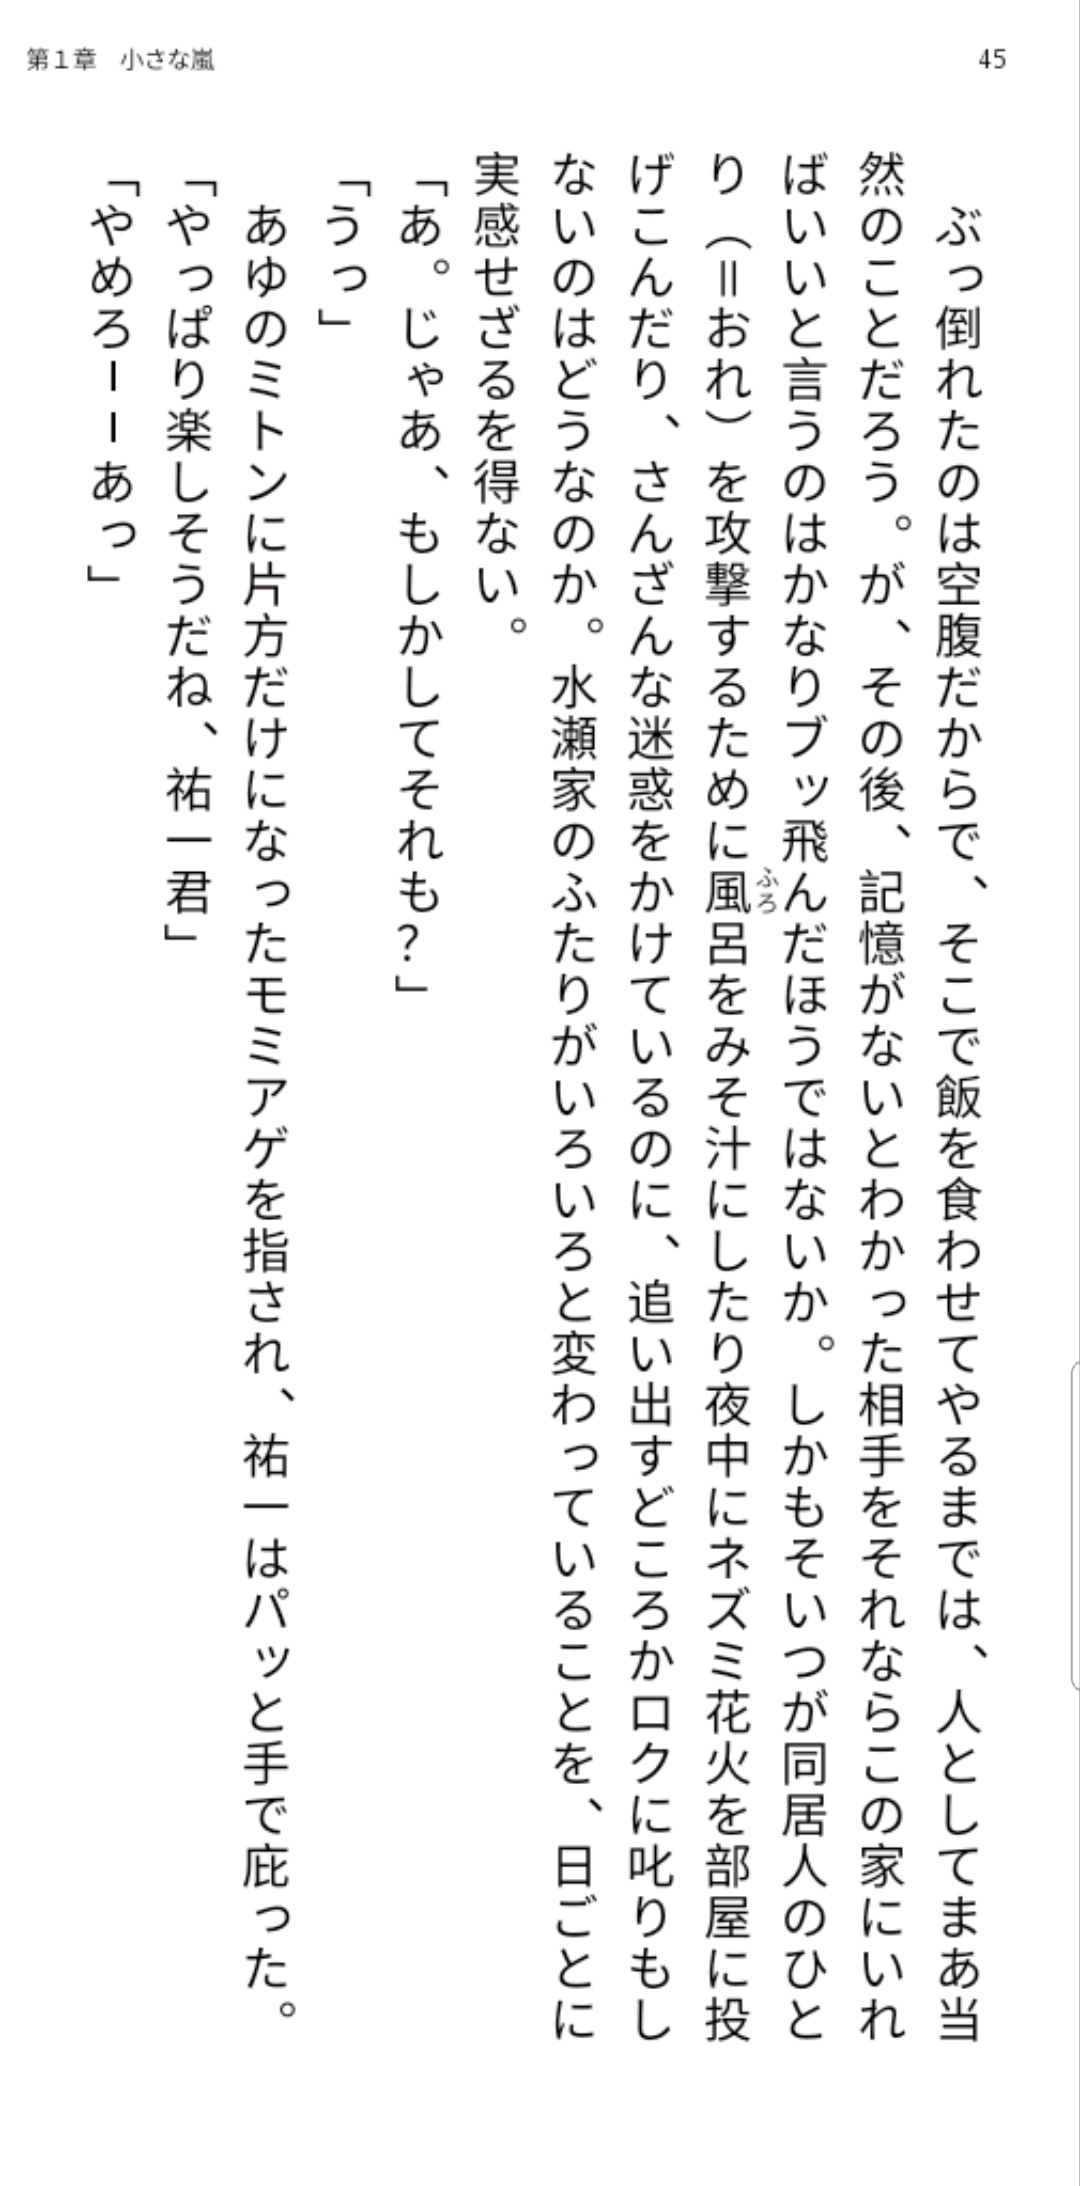 第１章　小さな嵐
45
　ぶっ倒れたのは空腹だからで、そこで飯を食わせてやるまでは、人としてまあ当
然のことだろう。が、その後、記憶がないとわかった相手をそれならこの家にいれ
ばいいと言うのはかなりブッ飛んだほうではないか。しかもそいつが同居人のひと
り（＝おれ）を攻撃するために風呂をみそ汁にしたり夜中にネズミ花火を部屋に投
ふろ
げこんだり、さんざんな迷惑をかけているのに、追い出すどころかロクに叱りもし
ないのはどうなのか。水瀬家のふたりがいろいろと変わっていることを、日ごとに
実感せざるを得ない。
「あ。じゃあ、もしかしてそれも？」
「うっ」
　あゆのミトンに片方だけになったモミアゲを指され、祐一はパッと手で庇った。
「やっぱり楽しそうだね、祐一君」
「やめろーーあっ」